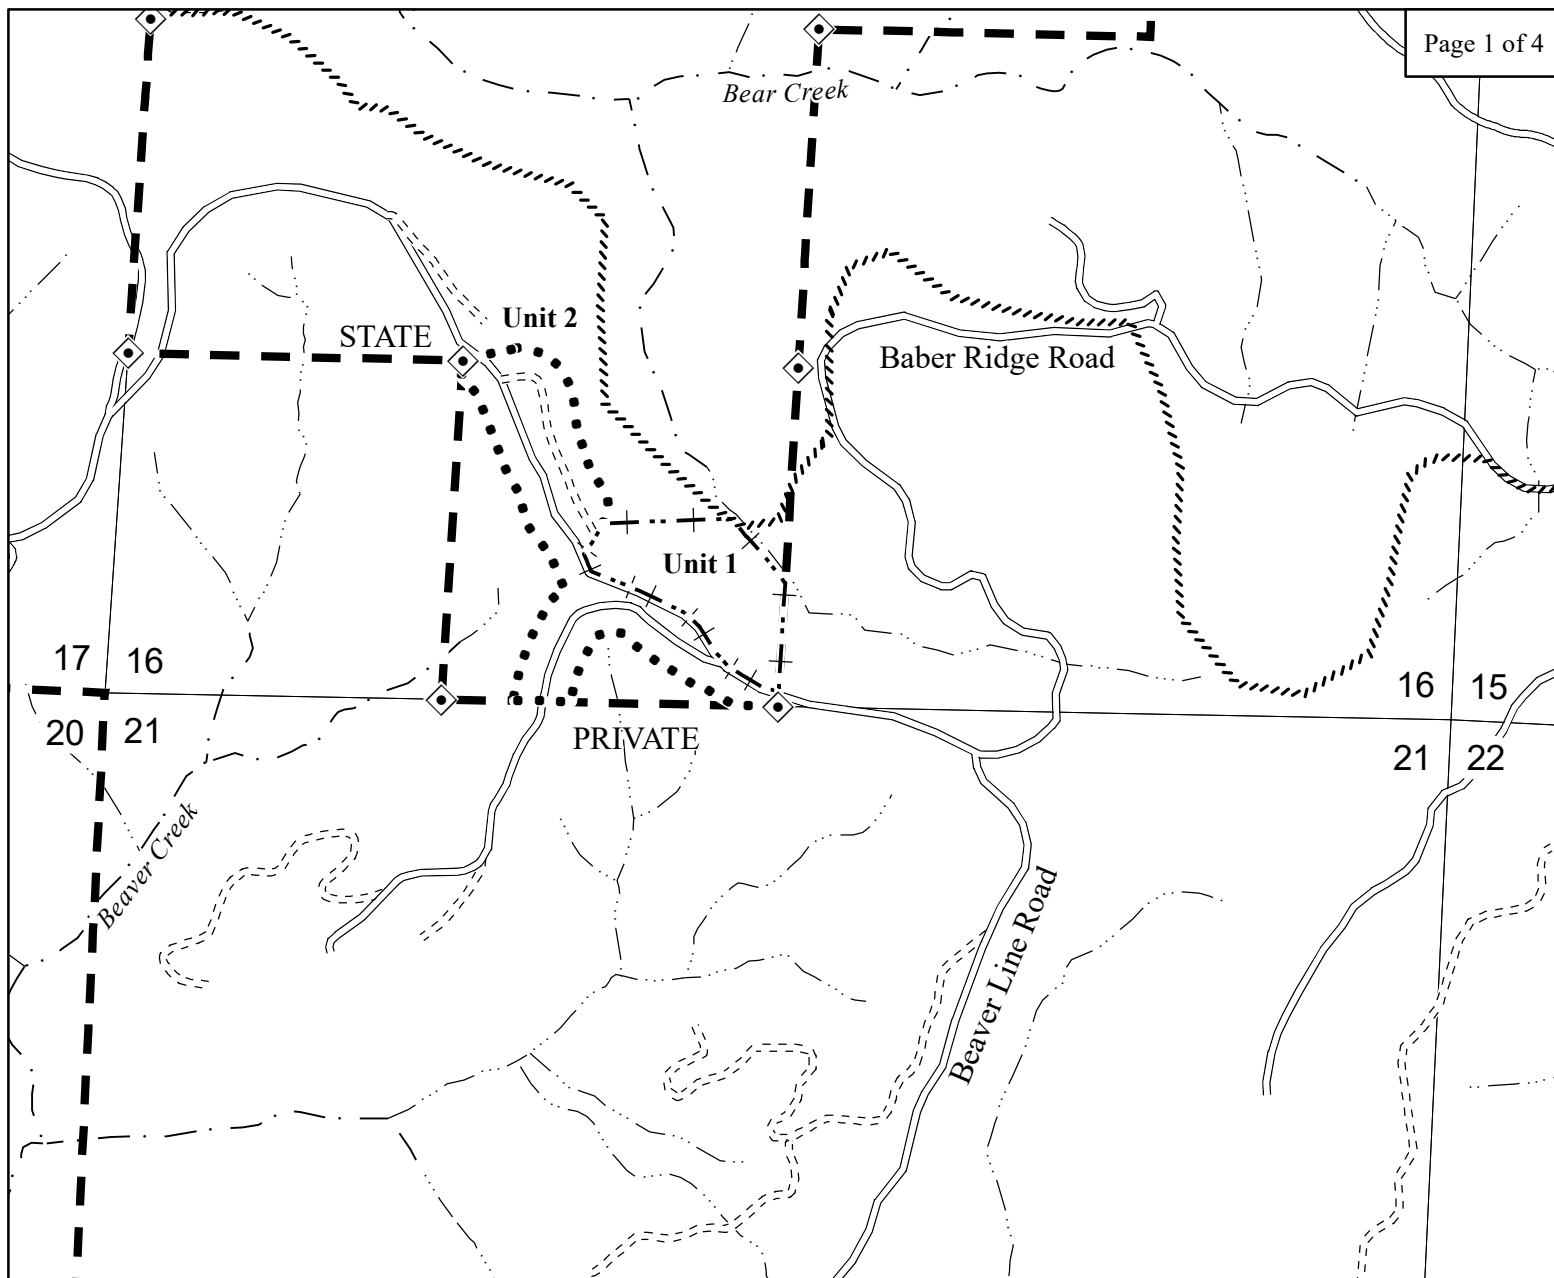 Page 1 of 4
Bear Creek
Unit 2
STATE
Baber Ridge Road
Unit 1
17 16
20 21
16 15
21 22
PRIVATE
Beaver Creek
Beaver Line Road